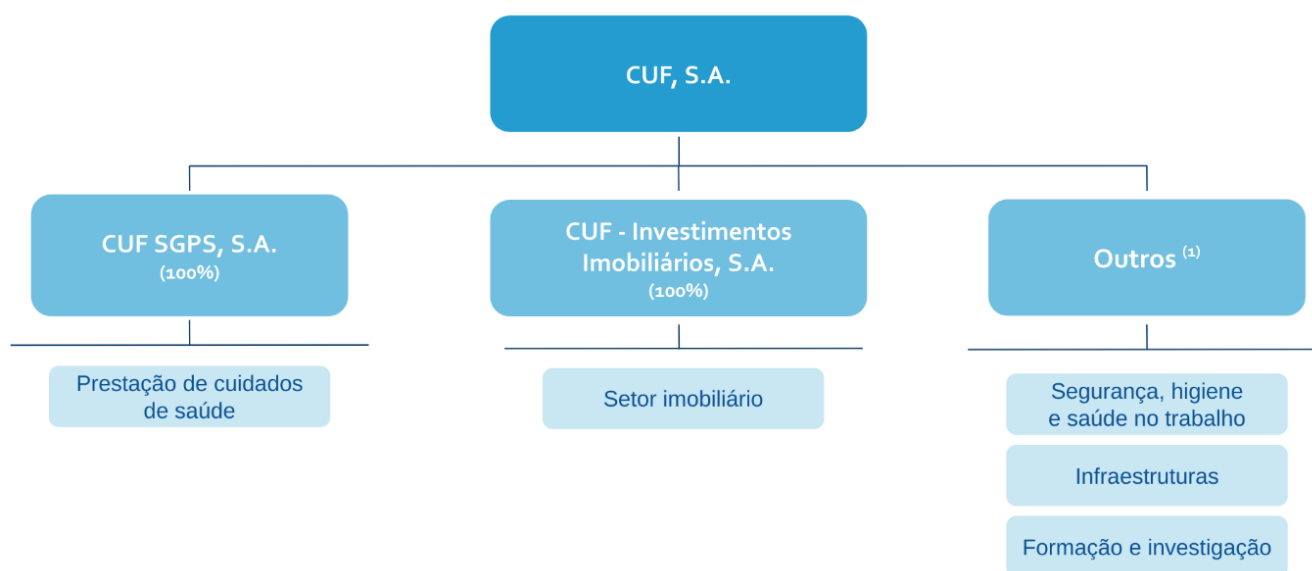 CUF, S.A.
CUF SGPS, S.A.
(100%)
CUF - Investimentos
Imobiliários, S.A.
(100%)
Outros (1)
Prestação de cuidados
de saúde
Setor imobiliário
Segurança, higiene
e saúde no trabalho
Infraestruturas
Formação e investigação